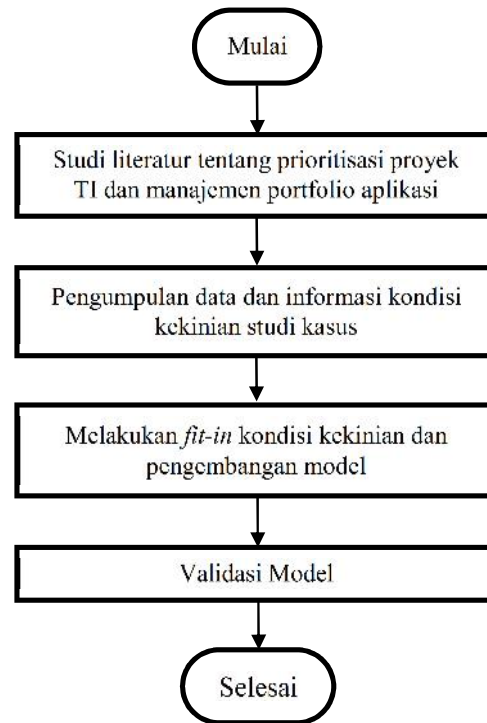 Mulai
Studi literatur tentang prioritisasi proyek
TI dan manajemen portfolio aplikasi
Pengumpulan data dan informasi kondisi
kekinian studi kasus
Melakukan fit-in kondisi kekinian dan
pengembangan model
Validasi Model
Selesai